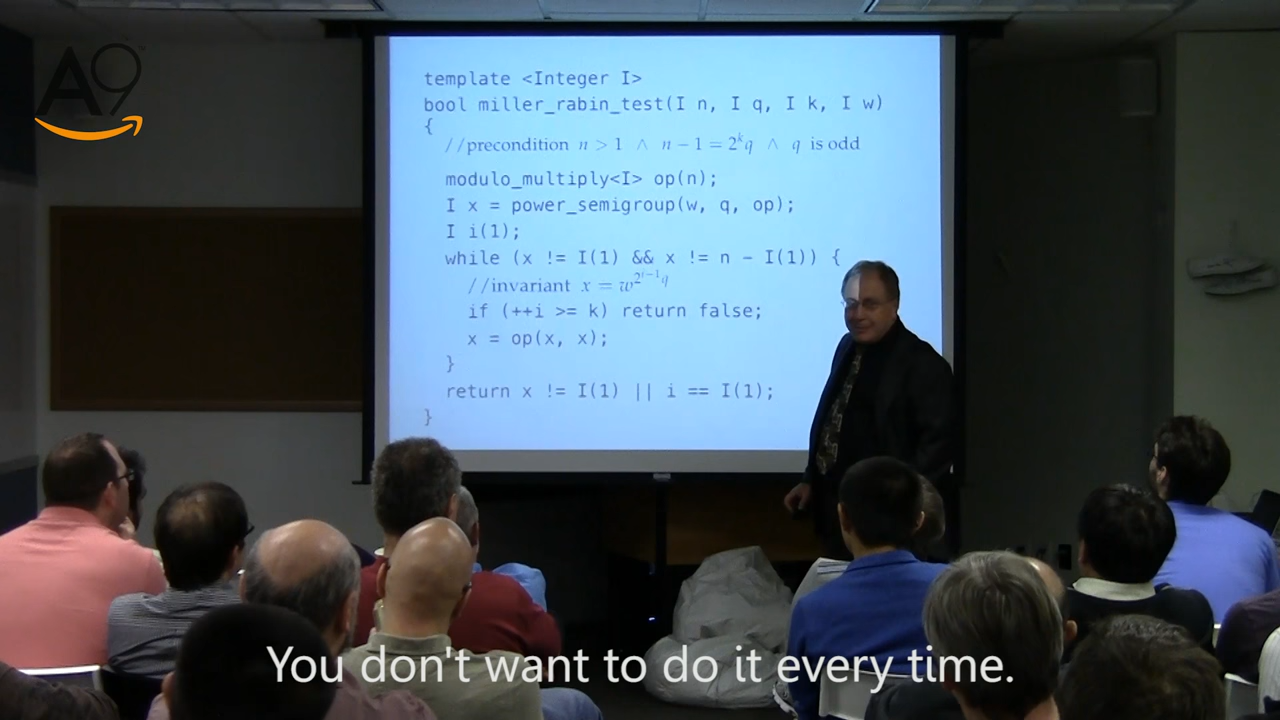 A9
template <Integer I>
bool miller_rabin_test(I n, I q, I k, I w)
{
//precondition n > 1 ∧ n − 1 = 2^k q ∧ q is odd
modulo_multiply<I> op(n);
I x = power_semigroup(w, q, op);
I i(1);
while (x != I(1) && x != n - I(1)) {
//invariant x = w^{2^{i−1}q}
if (++i >= k) return false;
x = op(x, x);
}
return x != I(1) || i == I(1);
}
You don't want to do it every time.